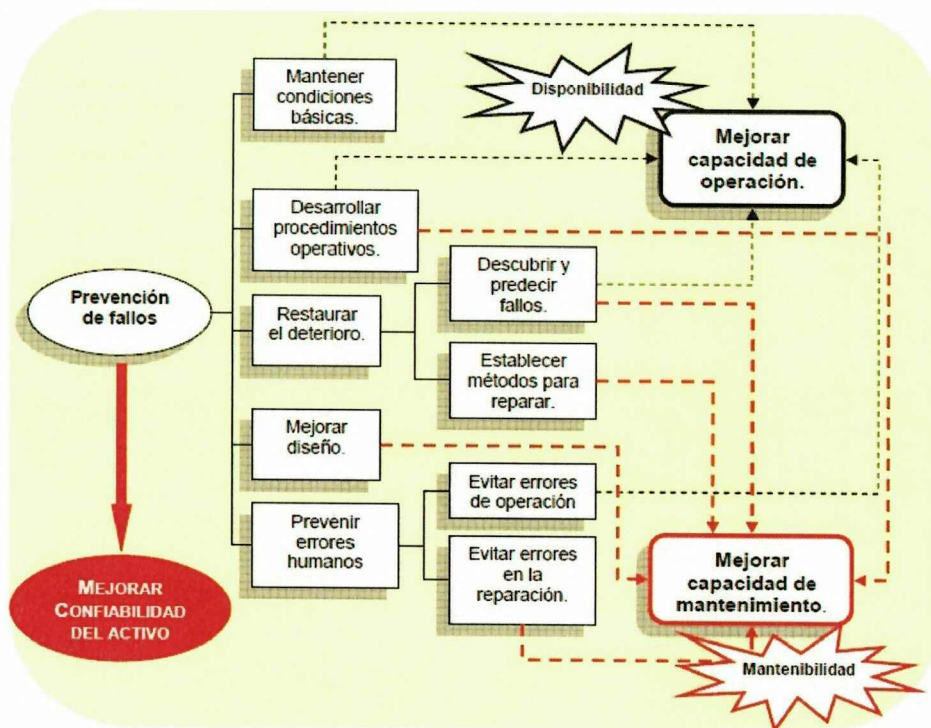 Mantener
condiciones
básicas.
Disponibilidad
Mejorar
capacidad de
operación.
Desarrollar
procedimientos
operativos.
Descubrir y
predecir
fallos.
Prevención
de fallos
Restaurar
el deterioro.
Establecer
métodos para
reparar.
Mejorar
diseño.
Evitar errores
de operación
Prevenir
errores
humanos
Evitar errores
en la
reparación.
Mejorar
capacidad de
mantenimiento.
MEJORAR
CONFIABILIDAD
DEL ACTIVO
Mantenibilidad